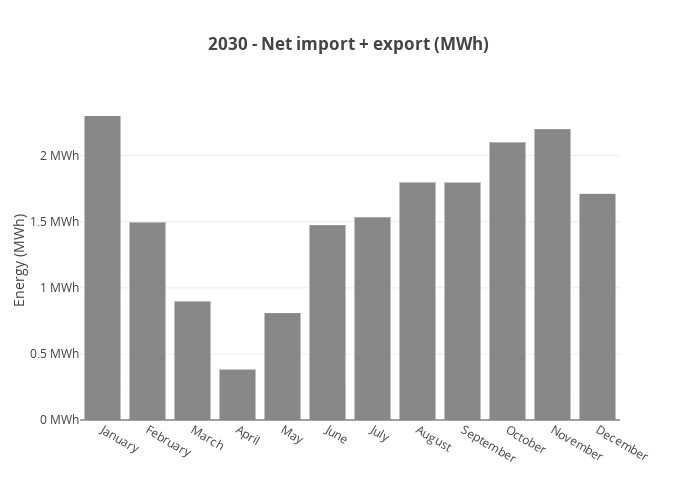 2030 - Net import + export (MWh)
Energy (MWh)
2 MWh
1.5 MWh
1 MWh
0.5 MWh
0 MWh
January
February
March
April
May
June
July
August
September
October
November
December